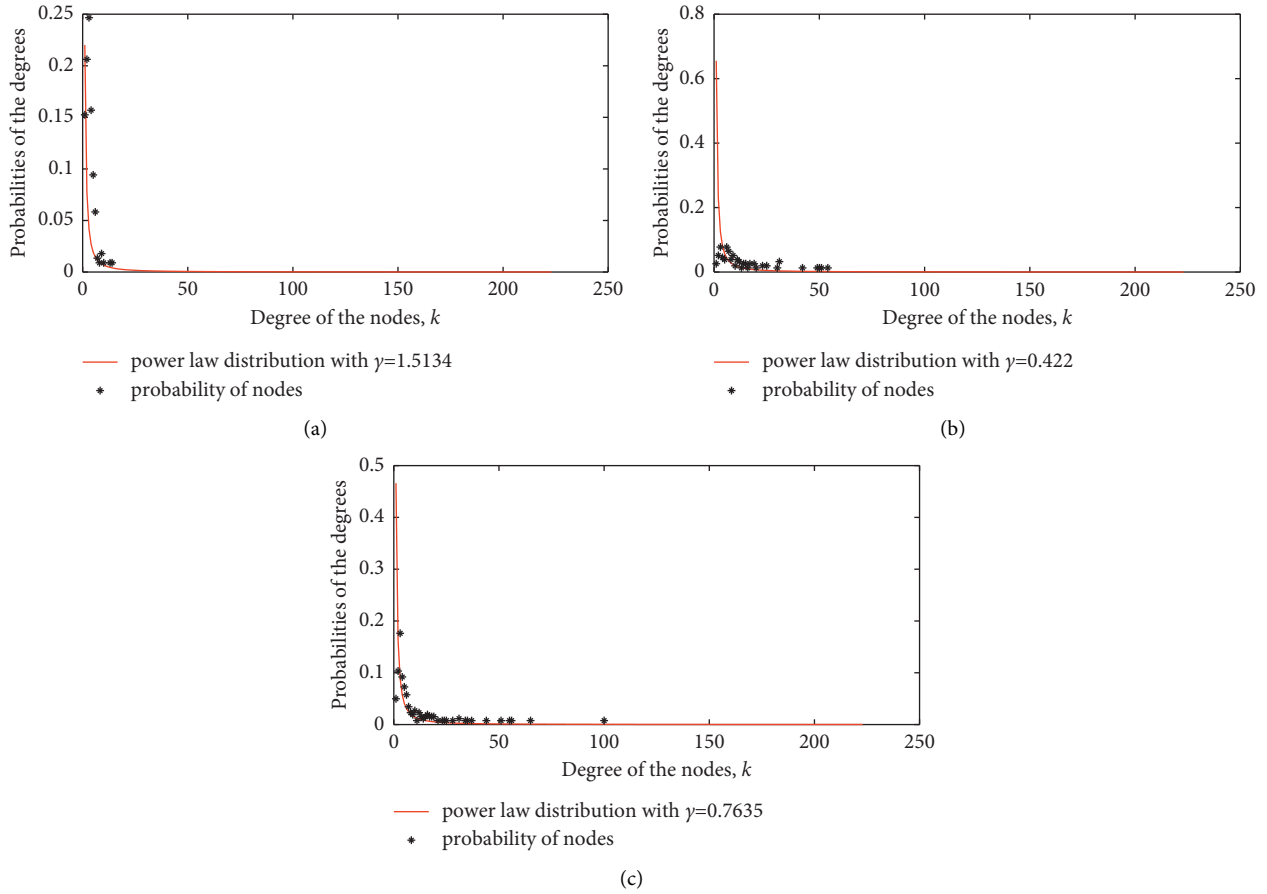 0.25
0.2
0.15
0.1
0.05
0
Probabilities of the degrees
0 50 100 150 200 250
Degree of the nodes, k
power law distribution with γ=1.5134
probability of nodes
(a)
0.8
0.6
0.4
0.2
0
Probabilities of the degrees
0 50 100 150 200 250
Degree of the nodes, k
power law distribution with γ=0.422
probability of nodes
(b)
0.5
0.4
0.3
0.2
0.1
0
Probabilities of the degrees
0 50 100 150 200 250
Degree of the nodes, k
power law distribution with γ=0.7635
probability of nodes
(c)